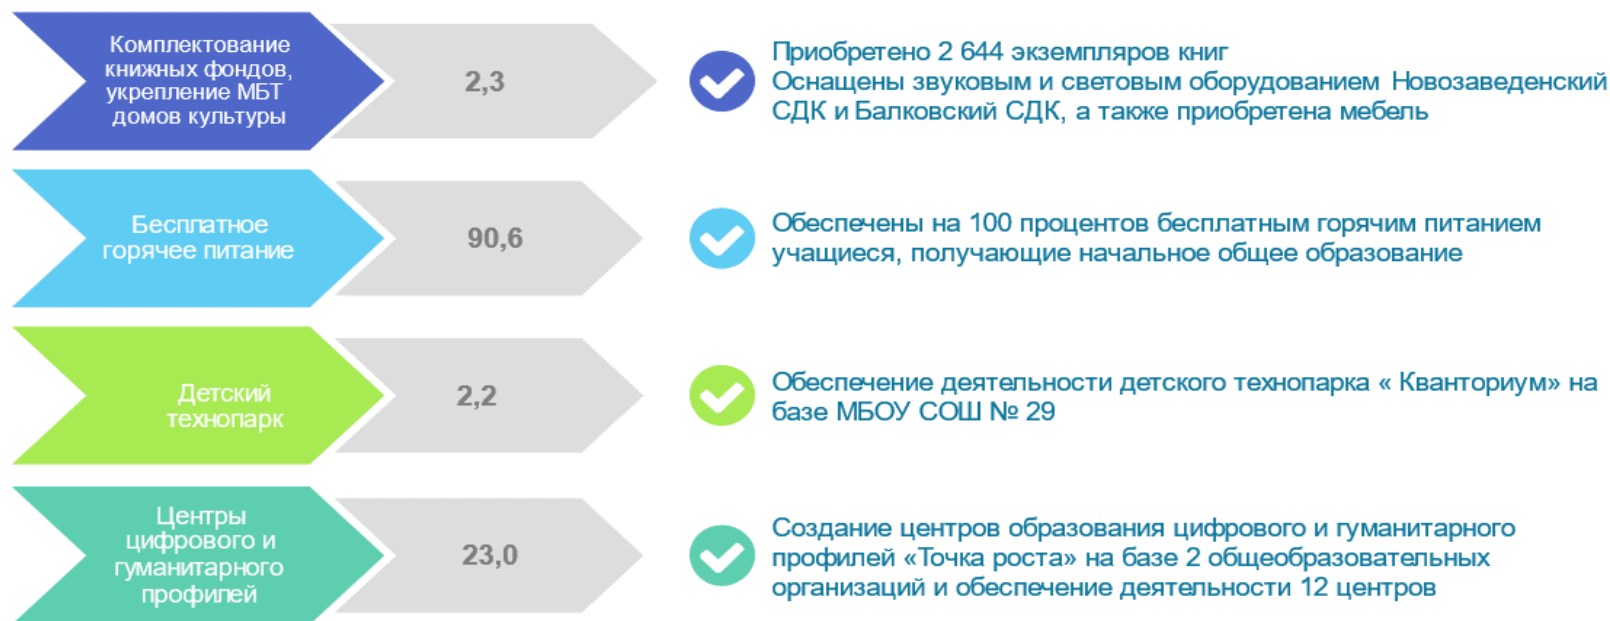 Комплектование
книжных фондов,
укрепление МБТ
домов культуры
2,3
Приобретено 2 644 экземпляров книг
Оснащены звуковым и световым оборудованием Новозаведенский
СДК и Балковский СДК, а также приобретена мебель
Бесплатное
горячее питание
90,6
Обеспечены на 100 процентов бесплатным горячим питанием
учащиеся, получающие начальное общее образование
Детский
технопарк
2,2
Обеспечение деятельности детского технопарка « Кванториум» на
базе МБОУ СОШ № 29
Центры
цифрового и
гуманитарного
профилей
23,0
Создание центров образования цифрового и гуманитарного
профилей «Точка роста» на базе 2 общеобразовательных
организаций и обеспечение деятельности 12 центров